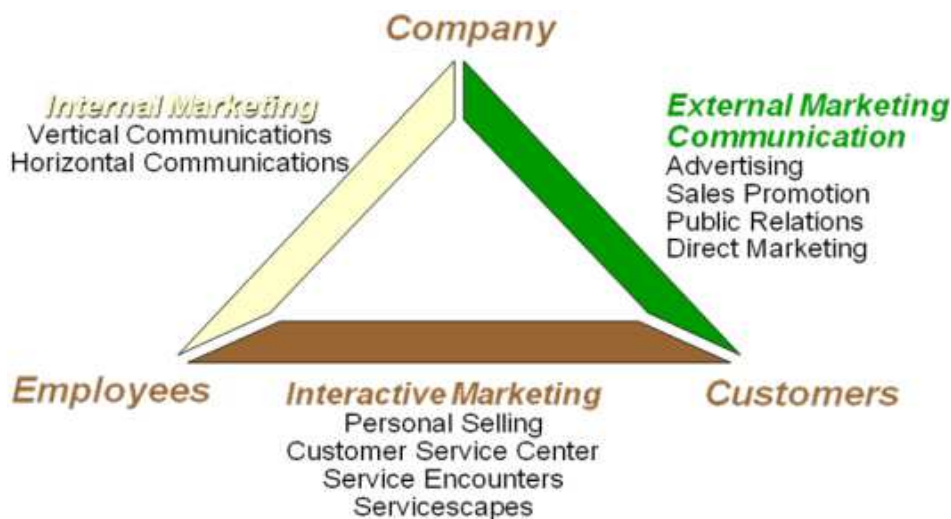 Company
Internal Marketing
Vertical Communications
Horizontal Communications
External Marketing
Communication
Advertising
Sales Promotion
Public Relations
Direct Marketing
Employees
Interactive Marketing
Personal Selling
Customer Service Center
Service Encounters
Servicescapes
Customers